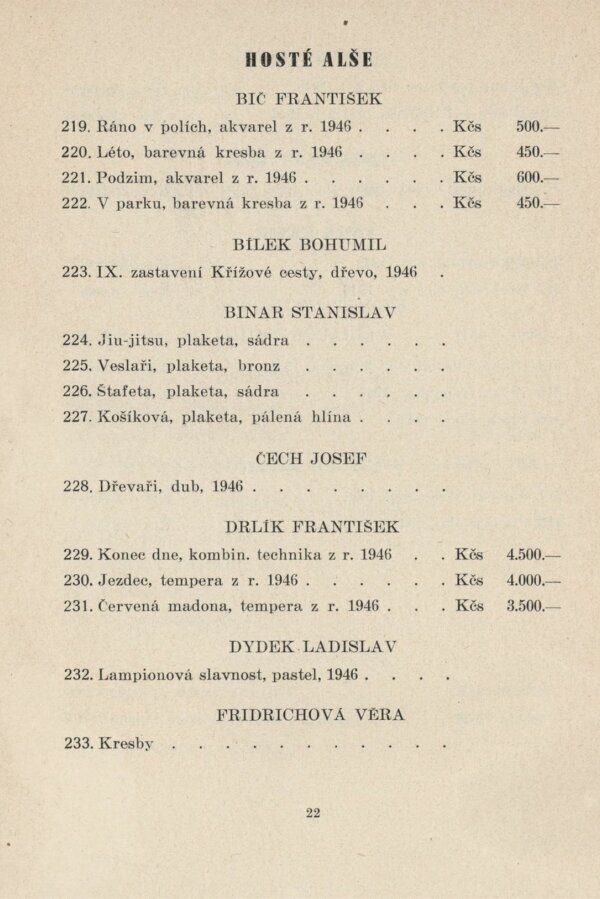 HOSTÉ ALŠE
BIČ FRANTIŠEK
219. Ráno v polích, akvarel z r. 1946 . . . . Kčs 500.—
220. Léto, barevná kresba z r. 1946 . . . . Kčs 450.—
221. Podzim, akvarel z r. 1946 . . . . . . Kčs 600.—
222. V parku, barevná kresba z r. 1946 . . . Kčs 450.—
BÍLEK BOHUMIL
223. IX. zastavení Křížové cesty, dřevo, 1946 .
BINAR STANISLAV
224. Jiu-jitsu, plaketa, sádra . . . . . .
225. Veslaři, plaketa, bronz . . . . . .
226. Štafeta, plaketa, sádra . . . . . .
227. Košíková, plaketa, pálená hlína . . . .
ČECH JOSEF
228. Dřevaři, dub, 1946 . . . . . . . .
DRLÍK FRANTIŠEK
229. Konec dne, kombin. technika z r. 1946 . . Kčs 4.500.—
230. Jezdec, tempera z r. 1946 . . . . . . Kčs 4.000.—
231. Červená madona, tempera z r. 1946 . . . Kčs 3.500.—
DYDEK LADISLAV
232. Lampionová slavnost, pastel, 1946 . . . .
FRIDRICHOVÁ VĚRA
233. Kresby . . . . . . . . . . .
22